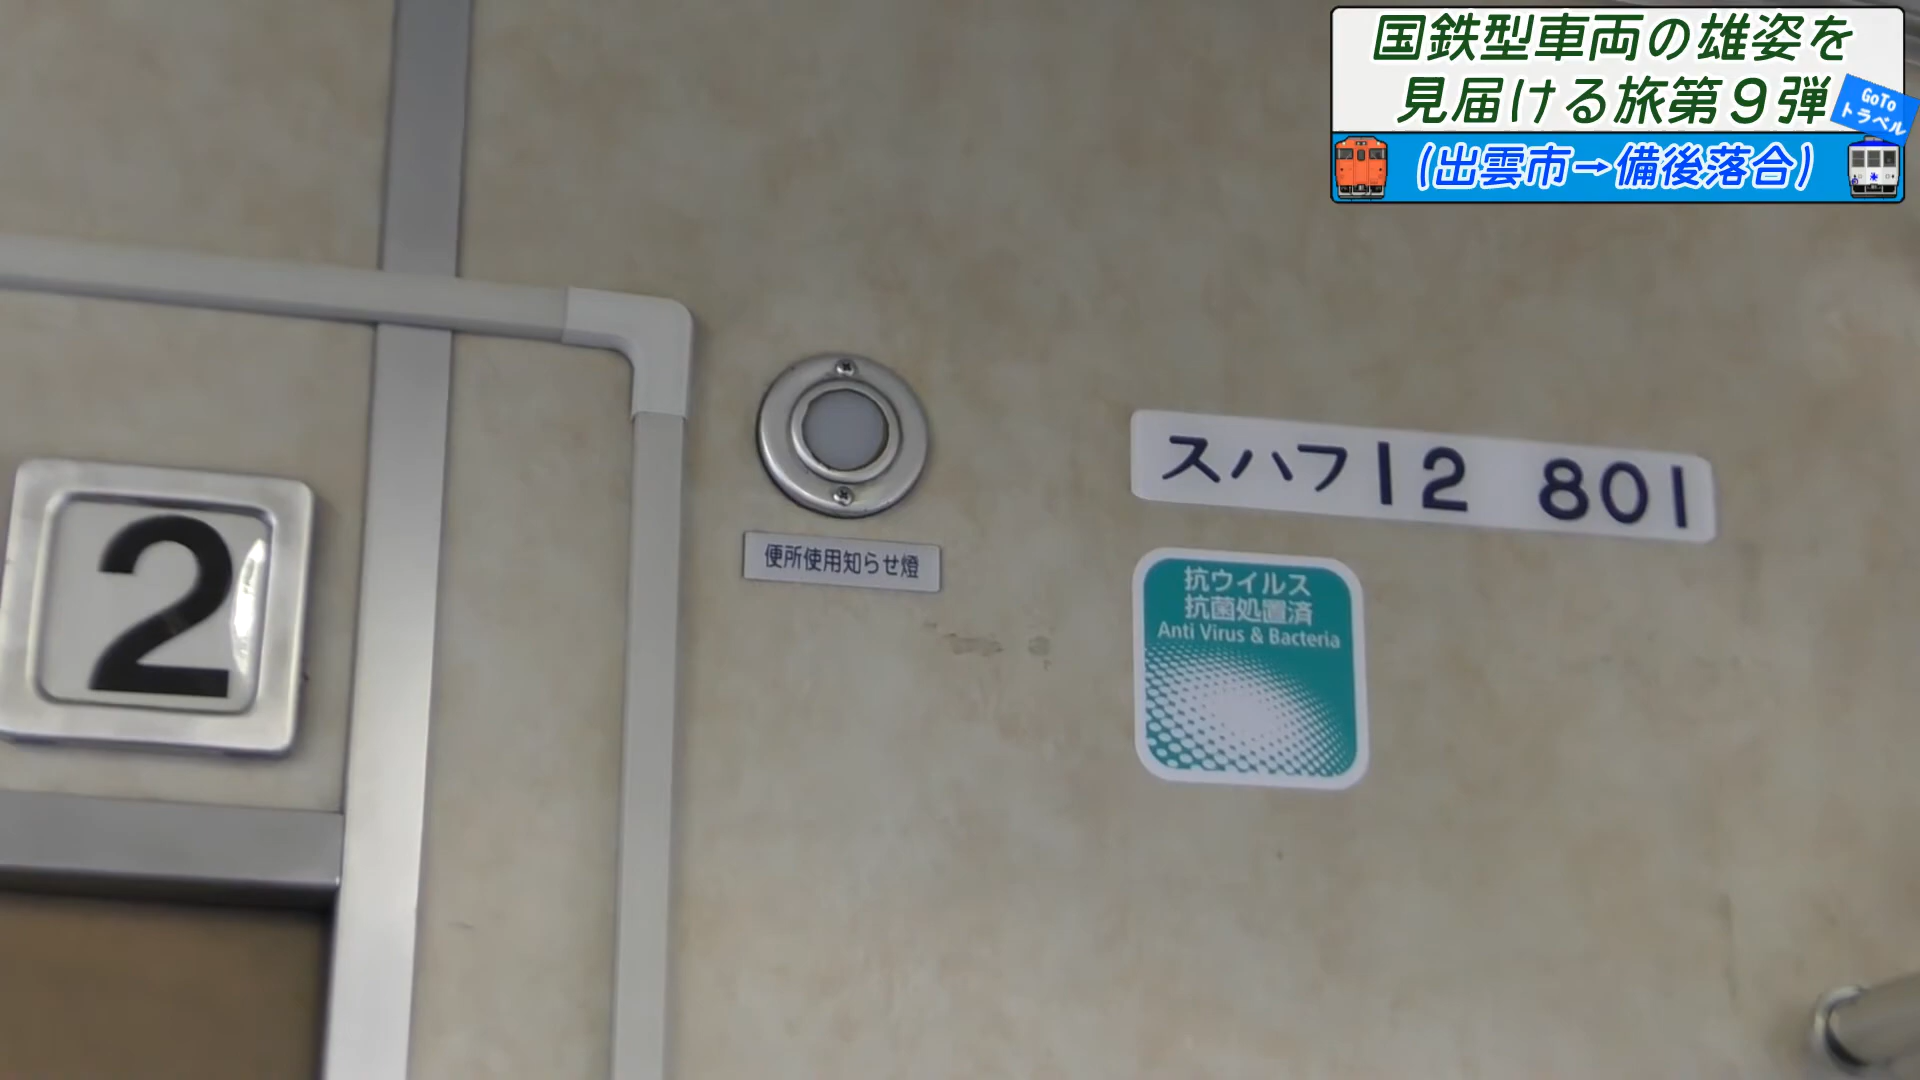 国鉄型車両の雄姿を
見届ける旅第9弾
GoTo
トラベル
(出雲市→備後落合)
スハフ12 801
2
便所使用知らせ燈
抗ウイルス
抗菌処置済
Anti Virus & Bacteria